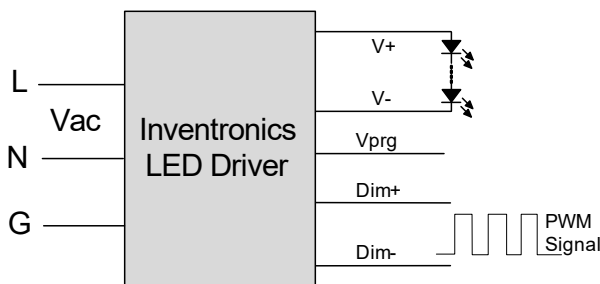 L
Vac
N
G
Inventronics
LED Driver
V+
V-
Vprg
Dim+
Dim-
PWM
Signal